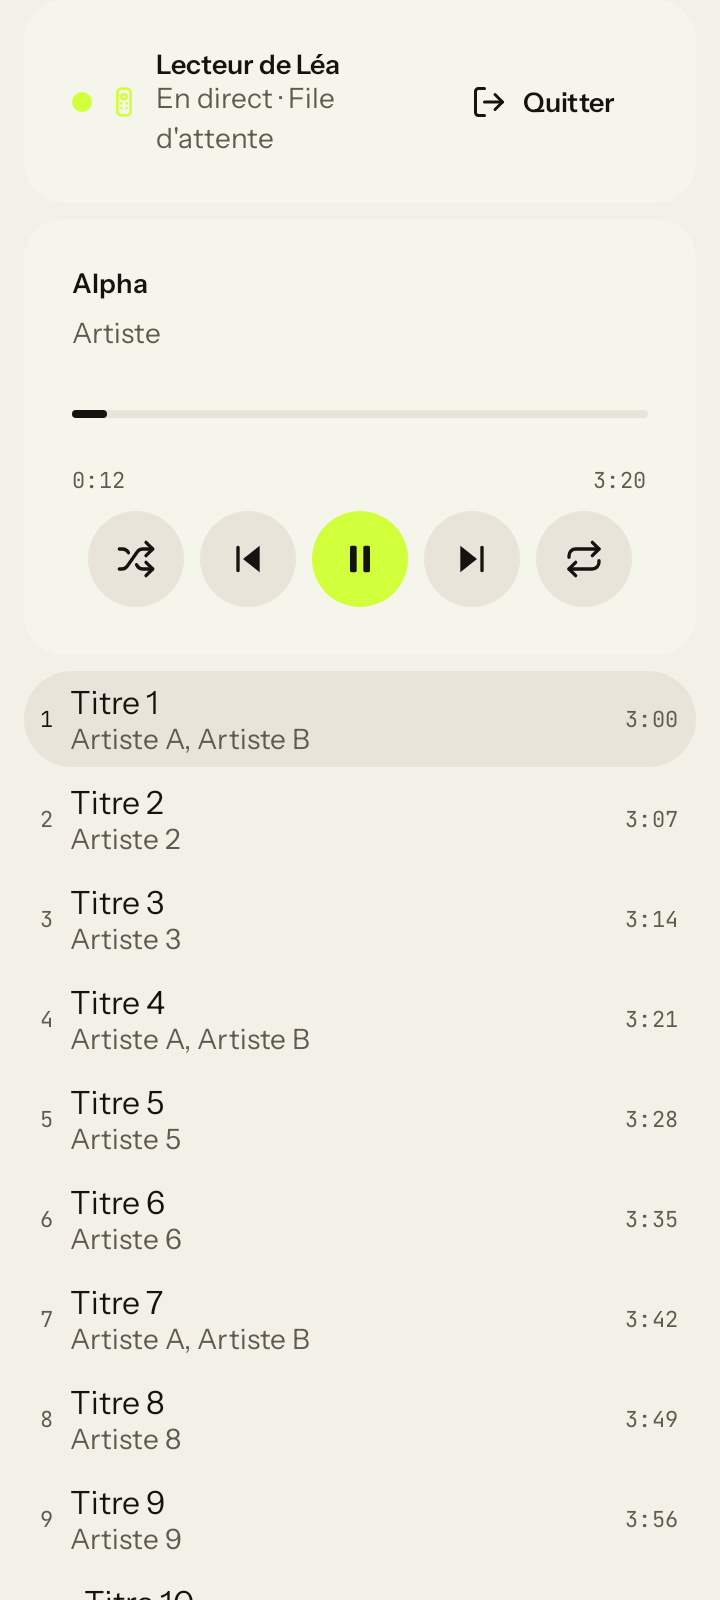 Lecteur de Léa
En direct · File
d'attente
Quitter
Alpha
Artiste
0:12
3:20
1
Titre 1
Artiste A, Artiste B
3:00
2
Titre 2
Artiste 2
3:07
3
Titre 3
Artiste 3
3:14
4
Titre 4
Artiste A, Artiste B
3:21
5
Titre 5
Artiste 5
3:28
6
Titre 6
Artiste 6
3:35
7
Titre 7
Artiste A, Artiste B
3:42
8
Titre 8
Artiste 8
3:49
9
Titre 9
Artiste 9
3:56
Titre 10